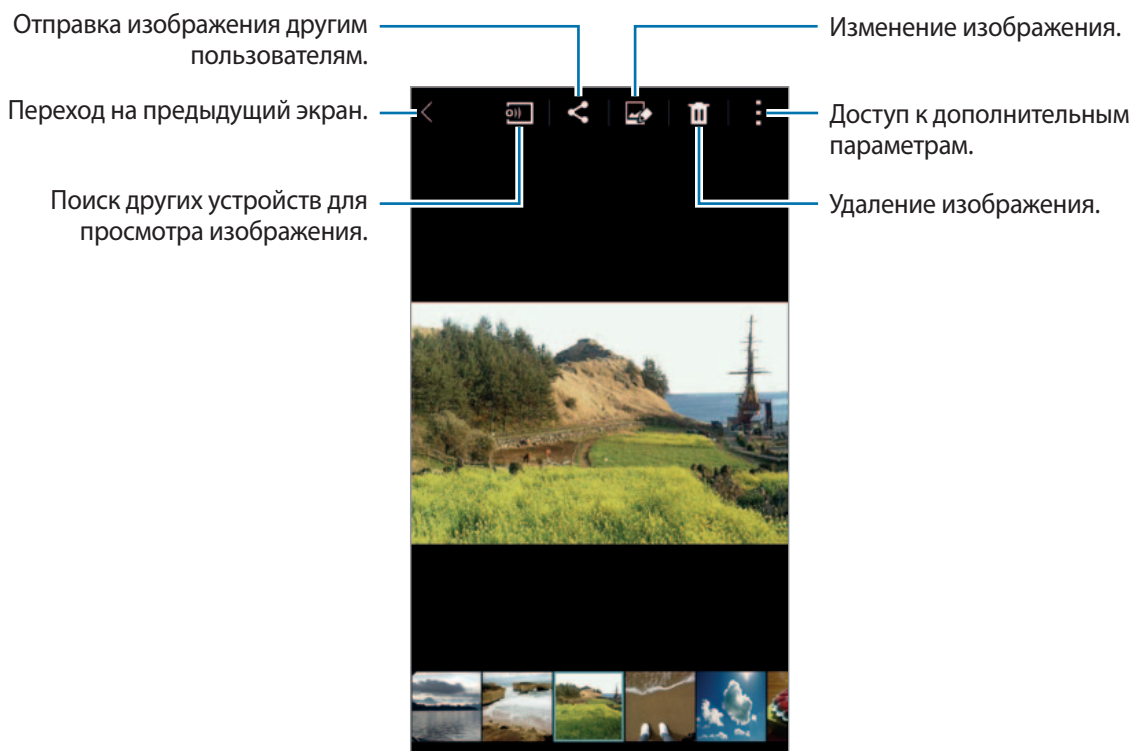 Отправка изображения другим
пользователям.
Переход на предыдущий экран.
Поиск других устройств для
просмотра изображения.
Изменение изображения.
Доступ к дополнительным
параметрам.
Удаление изображения.